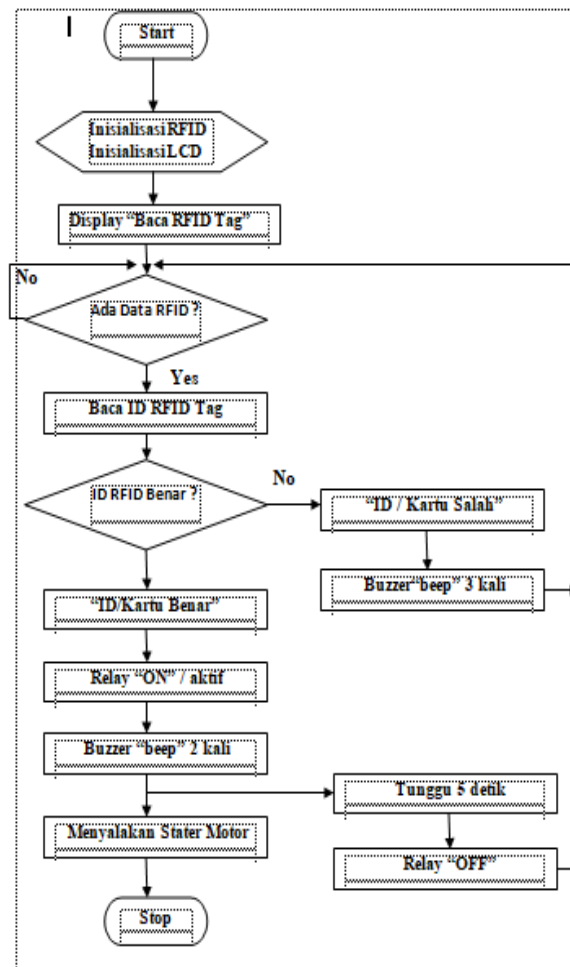 Start
Inisialisasi RFID
Inisialisasi LCD
Display “Baca RFID Tag”
No
Ada Data RFID ?
Yes
Baca ID RFID Tag
ID RFID Benar ?
No
“ID / Kartu Salah”
Buzzer“beep” 3 kali
“ID/Kartu Benar”
Relay “ON” / aktif
Buzzer “beep” 2 kali
Tunggu 5 detik
Menyalakan Stater Motor
Relay “OFF”
Stop